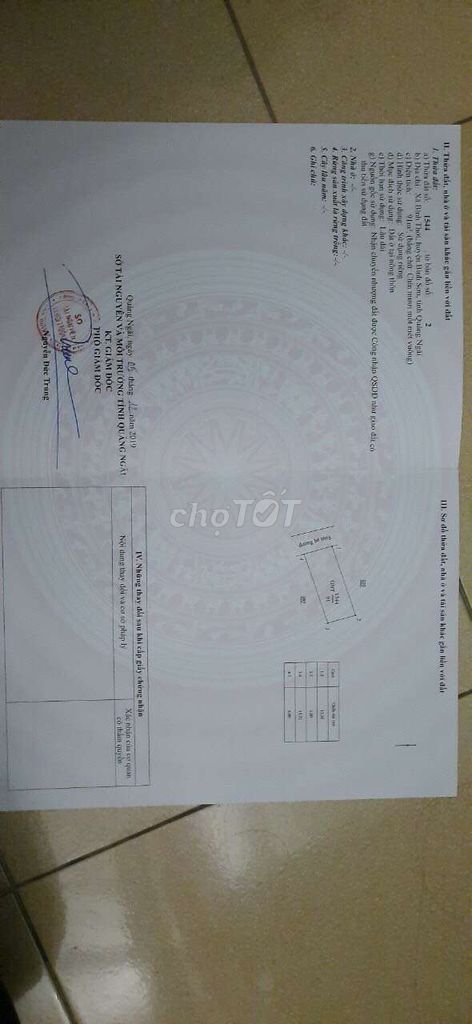 II. Thửa đất, nhà ở và tài sản khác gắn liền với đất
1. Thửa đất:
a) Thửa đất số: 1544 tờ bản đồ số: 2
b) Địa chỉ: Xã Bình Thới, huyện Bình Sơn, tỉnh Quảng Ngãi
c) Diện tích: 91m² (bằng chữ: Chín mươi một mét vuông)
d) Hình thức sử dụng: Sử dụng riêng
đ) Mục đích sử dụng: Đất ở tại nông thôn
e) Thời hạn sử dụng: Lâu dài
g) Nguồn gốc sử dụng: Nhận chuyển nhượng đất được Công nhận QSDĐ như giao đất có
thu tiền sử dụng đất
2. Nhà ở: -/-
3. Công trình xây dựng khác: -/-
4. Rừng sản xuất là rừng trồng: -/-
5. Cây lâu năm: -/-
6. Ghi chú:
Quảng Ngãi, ngày tháng 12 năm 2019
SỞ TÀI NGUYÊN VÀ MÔI TRƯỜNG TỈNH QUẢNG NGÃI
KT. GIÁM ĐỐC
PHÓ GIÁM ĐỐC
SỞ
Nguyễn Đức Trung
III. Sơ đồ thửa đất, nhà ở và tài sản khác gắn liền với đất
đường bê tông
ONT 1544
91
IV. Những thay đổi sau khi cấp giấy chứng nhận
Nội dung thay đổi và cơ sở pháp lý
Xác nhận của cơ quan
có thẩm quyền
chợTỐT